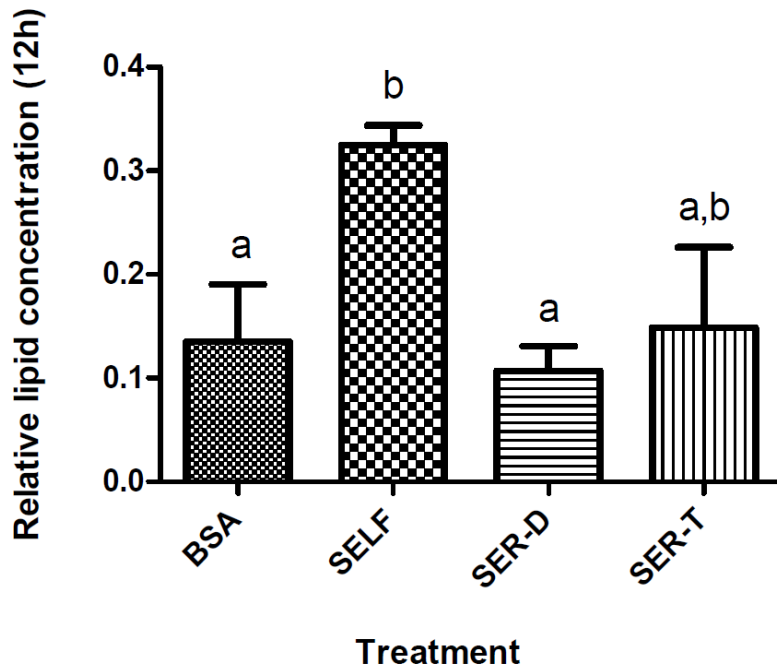 Relative lipid concentration (12h)
0.4
0.3
0.2
0.1
0.0
a
b
a
a,b
BSA
SELF
SER-D
SER-T
Treatment